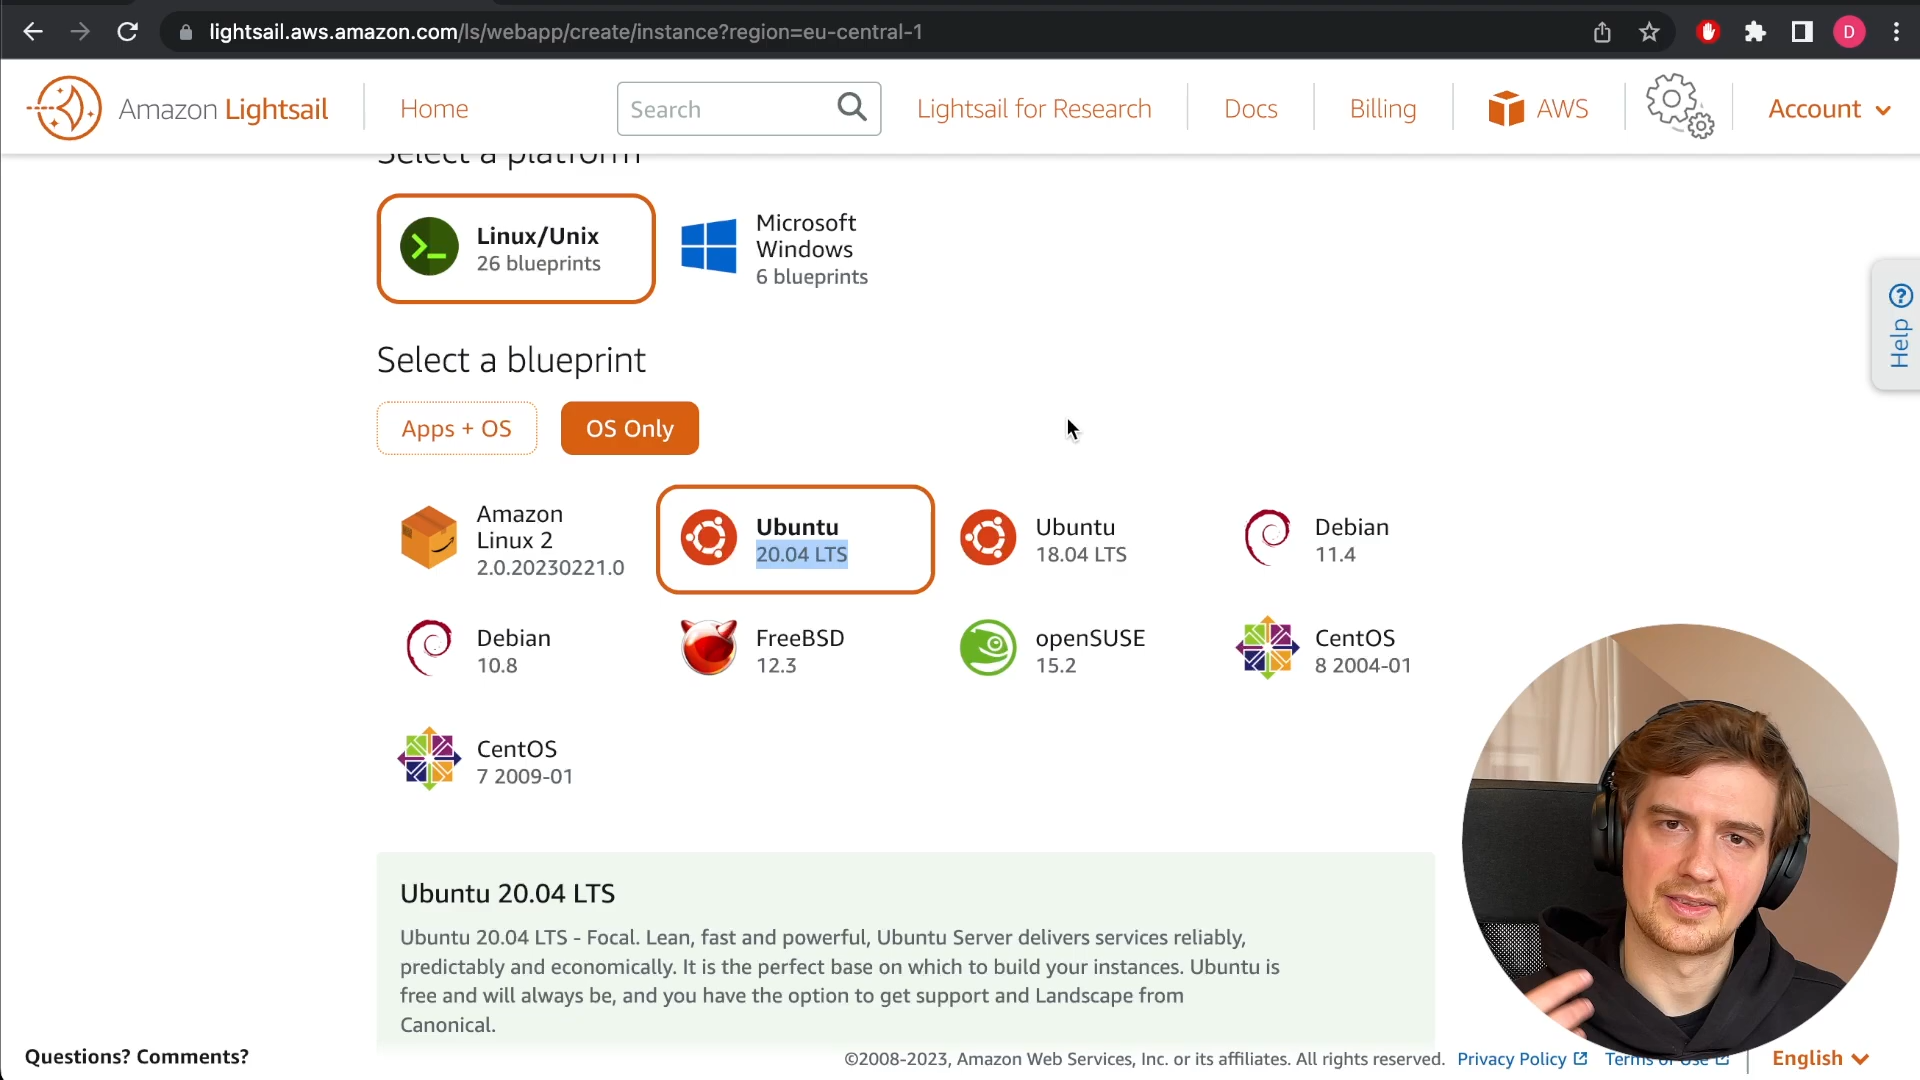 lightsail.aws.amazon.com/ls/webapp/create/instance?region=eu-central-1
D
Amazon Lightsail
Home
Search
Lightsail for Research
Docs
Billing
AWS
Account
Select a platform
Linux/Unix
26 blueprints
Microsoft
Windows
6 blueprints
Help
Select a blueprint
Apps + OS
OS Only
Amazon
Linux 2
2.0.20230221.0
Ubuntu
20.04 LTS
Ubuntu
18.04 LTS
Debian
11.4
Debian
10.8
FreeBSD
12.3
openSUSE
15.2
CentOS
8 2004-01
CentOS
7 2009-01
Ubuntu 20.04 LTS
Ubuntu 20.04 LTS - Focal. Lean, fast and powerful, Ubuntu Server delivers services reliably,
predictably and economically. It is the perfect base on which to build your instances. Ubuntu is
free and will always be, and you have the option to get support and Landscape from
Canonical.
Questions? Comments?
©2008-2023, Amazon Web Services, Inc. or its affiliates. All rights reserved.
Privacy Policy
Terms of Use
English